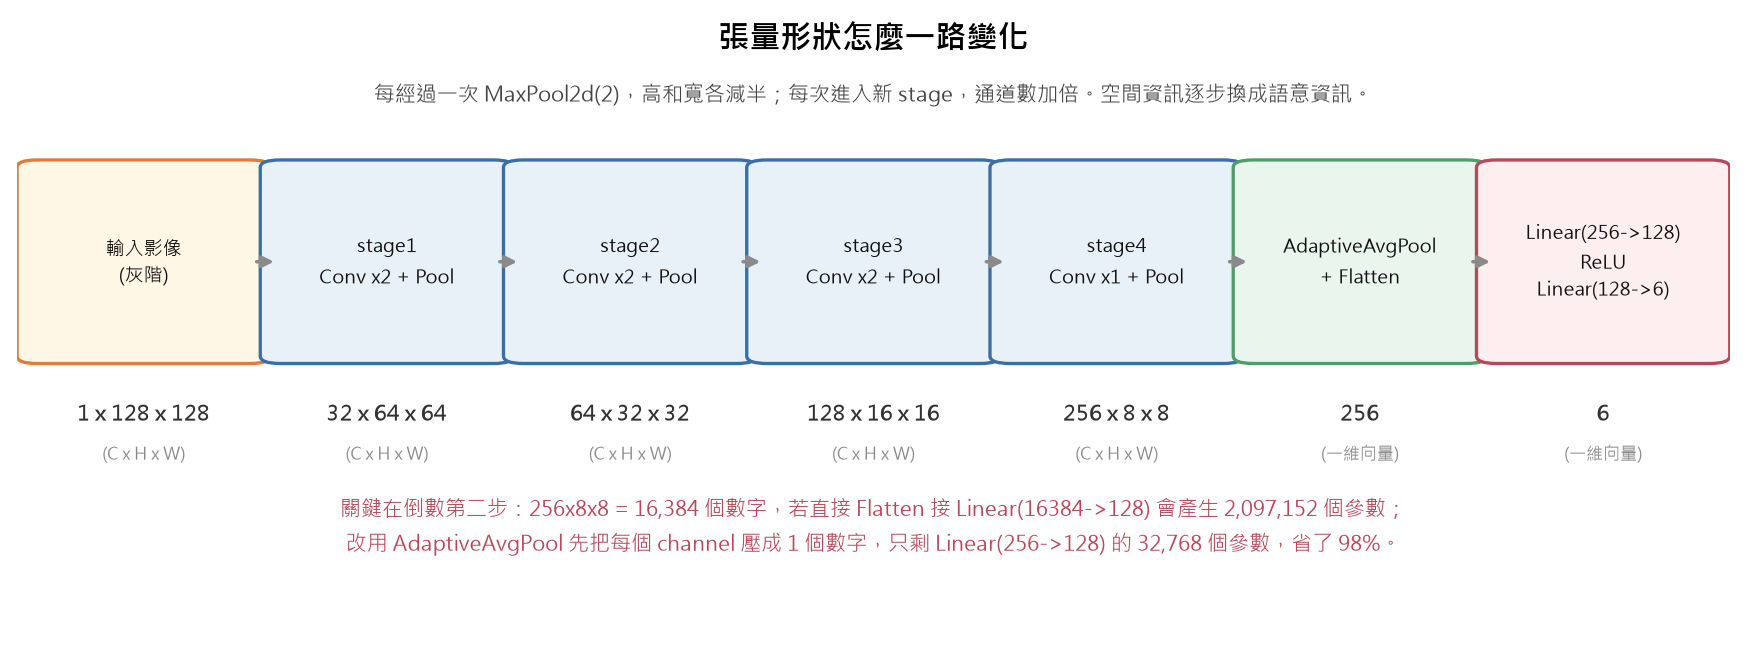 張量形狀怎麼一路變化
每經過一次 MaxPool2d(2)，高和寬各減半；每次進入新 stage，通道數加倍。空間資訊逐步換成語意資訊。
輸入影像
(灰階)
stage1
Conv x2 + Pool
stage2
Conv x2 + Pool
stage3
Conv x2 + Pool
stage4
Conv x1 + Pool
AdaptiveAvgPool
+ Flatten
Linear(256->128)
ReLU
Linear(128->6)
1 x 128 x 128
(C x H x W)
32 x 64 x 64
(C x H x W)
64 x 32 x 32
(C x H x W)
128 x 16 x 16
(C x H x W)
256 x 8 x 8
(C x H x W)
256
(一維向量)
6
(一維向量)
關鍵在倒數第二步：256x8x8 = 16,384 個數字，若直接 Flatten 接 Linear(16384->128) 會產生 2,097,152 個參數；
改用 AdaptiveAvgPool 先把每個 channel 壓成 1 個數字，只剩 Linear(256->128) 的 32,768 個參數，省了 98%。